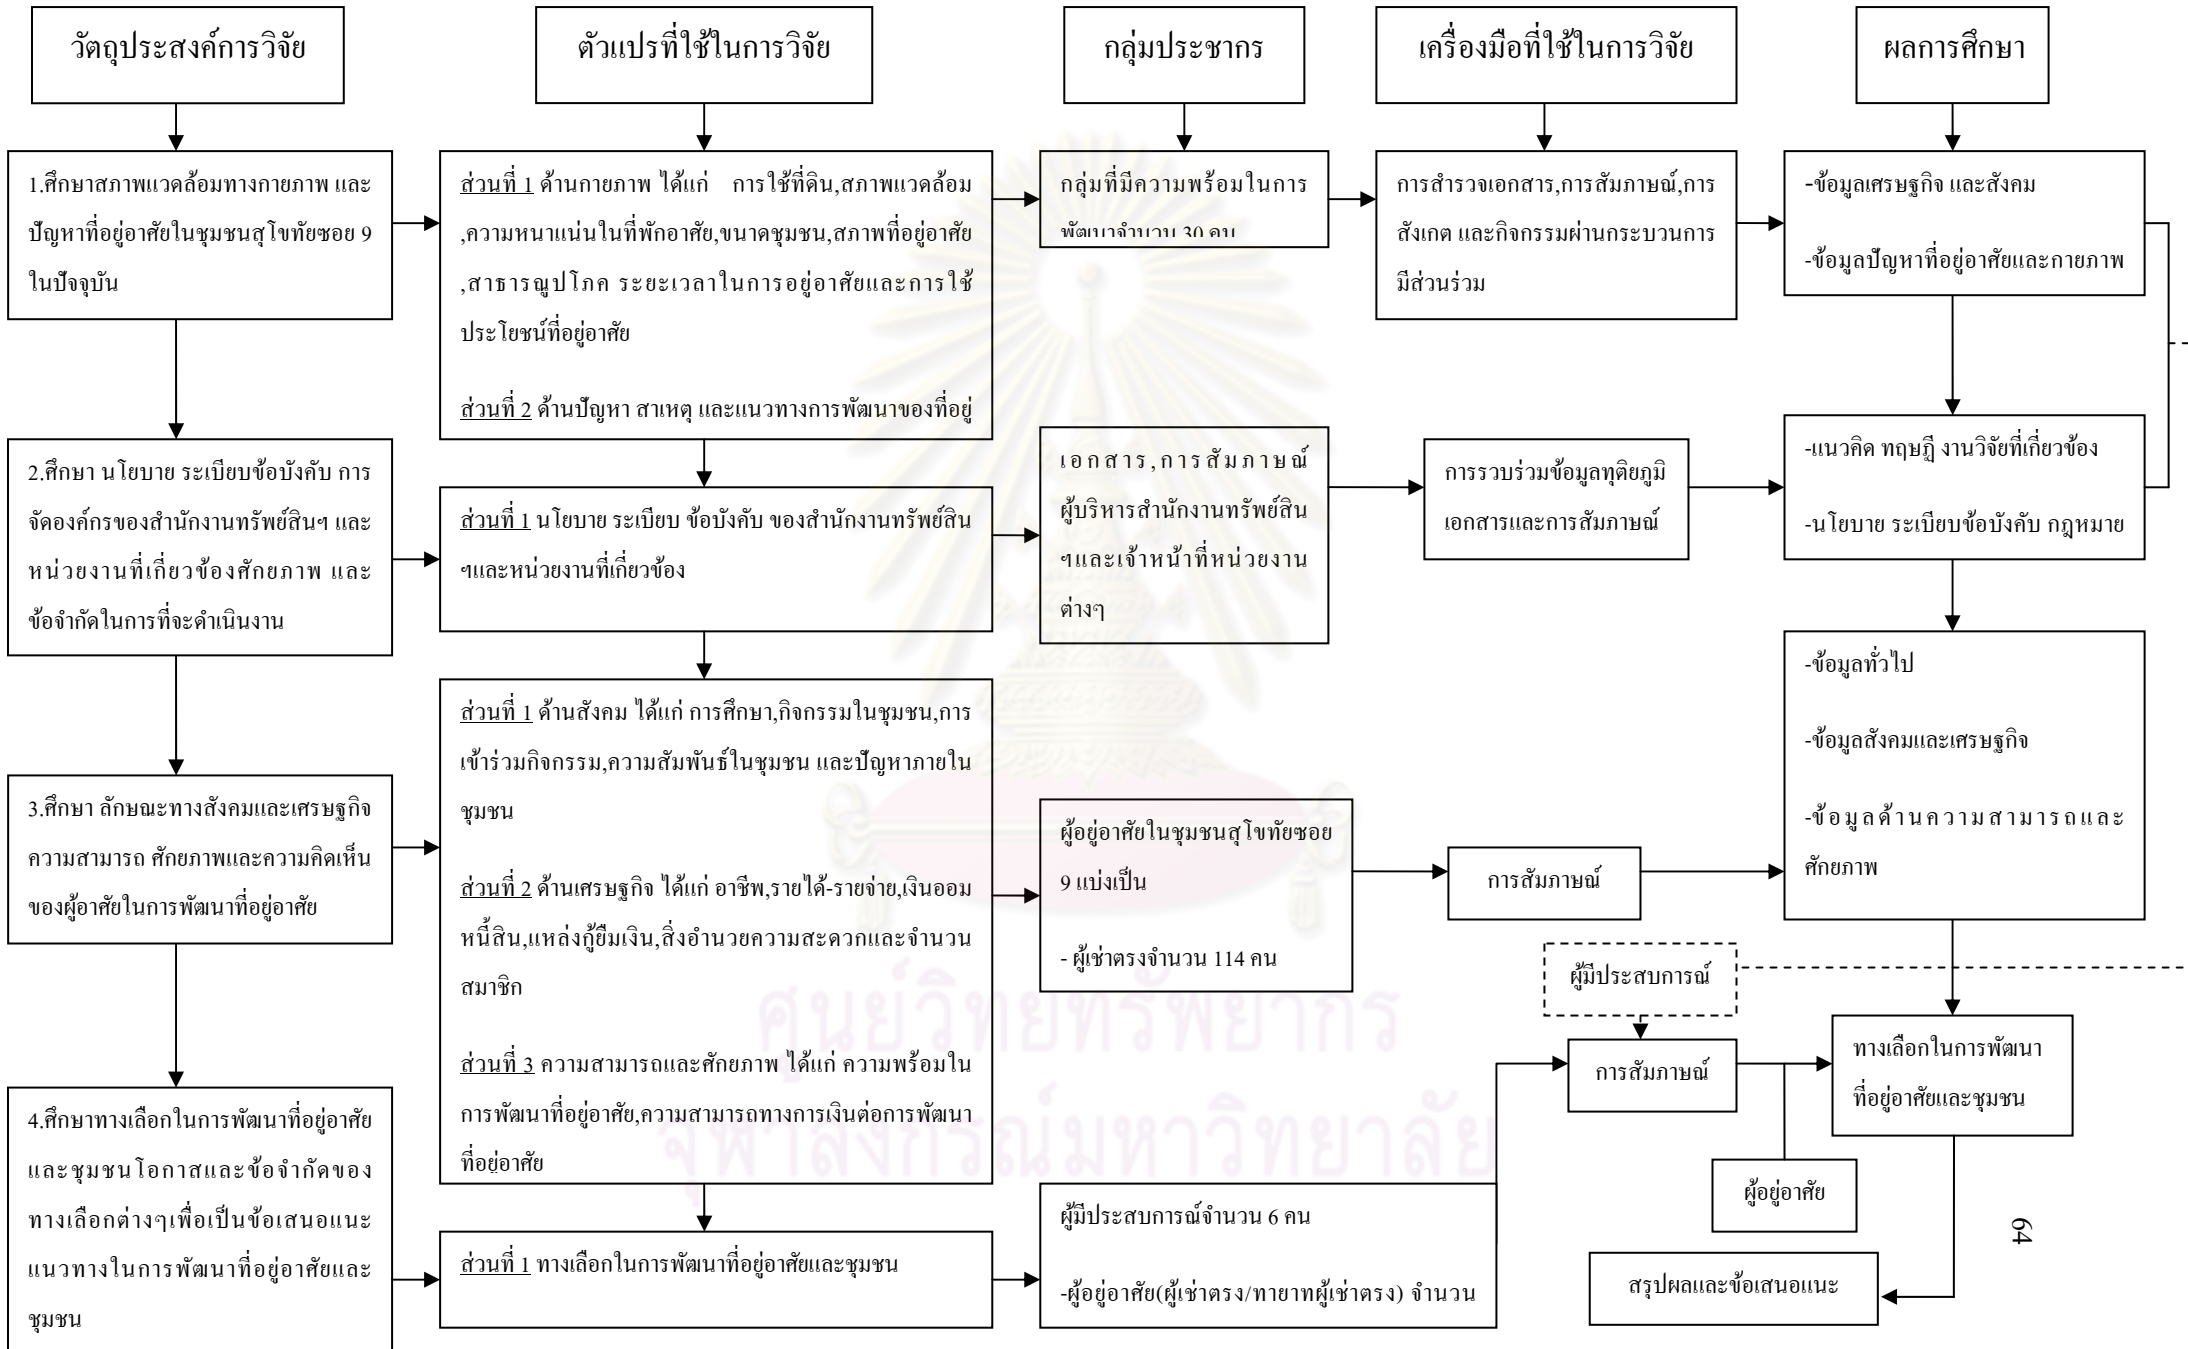 วัตถุประสงค์การวิจัย
ตัวแปรที่ใช้ในการวิจัย
กลุ่มประชากร
เครื่องมือที่ใช้ในการวิจัย
ผลการศึกษา
1.ศึกษาสภาพแวดล้อมทางกายภาพ และ
ปัญหาที่อยู่อาศัยในชุมชนสุโขทัยซอย 9
ในปัจจุบัน
ส่วนที่ 1 ด้านกายภาพ ได้แก่ การใช้ที่ดิน,สภาพแวดล้อม
,ความหนาแน่นในที่พักอาศัย,ขนาดชุมชน,สภาพที่อยู่อาศัย
,สาธารณูปโภค ระยะเวลาในการอยู่อาศัยและการใช้
ประโยชน์ที่อยู่อาศัย
ส่วนที่ 2 ด้านปัญหา สาเหตุ และแนวทางการพัฒนาของที่อยู่
กลุ่มที่มีความพร้อมในการ
พัฒนาจำนวน 30 คน
การสำรวจเอกสาร,การสัมภาษณ์,การ
สังเกต และกิจกรรมผ่านกระบวนการ
มีส่วนร่วม
-ข้อมูลเศรษฐกิจ และสังคม
-ข้อมูลปัญหาที่อยู่อาศัยและกายภาพ
2.ศึกษา นโยบาย ระเบียบข้อบังคับ การ
จัดองค์กรของสำนักงานทรัพย์สินฯ และ
หน่วยงานที่เกี่ยวข้องศักยภาพ และ
ข้อจำกัดในการที่จะดำเนินงาน
ส่วนที่ 1 นโยบาย ระเบียบ ข้อบังคับ ของสำนักงานทรัพย์สิน
ฯและหน่วยงานที่เกี่ยวข้อง
เอกสาร,การสัมภาษณ์
ผู้บริหารสำนักงานทรัพย์สิน
ฯและเจ้าหน้าที่หน่วยงาน
ต่างๆ
การรวบร่วมข้อมูลทุติยภูมิ
เอกสารและการสัมภาษณ์
-แนวคิด ทฤษฎี งานวิจัยที่เกี่ยวข้อง
-นโยบาย ระเบียบข้อบังคับ กฎหมาย
3.ศึกษา ลักษณะทางสังคมและเศรษฐกิจ
ความสามารถ ศักยภาพและความคิดเห็น
ของผู้อาศัยในการพัฒนาที่อยู่อาศัย
ส่วนที่ 1 ด้านสังคม ได้แก่ การศึกษา,กิจกรรมในชุมชน,การ
เข้าร่วมกิจกรรม,ความสัมพันธ์ในชุมชน และปัญหาภายใน
ชุมชน
ส่วนที่ 2 ด้านเศรษฐกิจ ได้แก่ อาชีพ,รายได้-รายจ่าย,เงินออม
หนี้สิน,แหล่งกู้ยืมเงิน,สิ่งอำนวยความสะดวกและจำนวน
สมาชิก
ส่วนที่ 3 ความสามารถและศักยภาพ ได้แก่ ความพร้อมใน
การพัฒนาที่อยู่อาศัย,ความสามารถทางการเงินต่อการพัฒนา
ที่อยู่อาศัย
ผู้อยู่อาศัยในชุมชนสุโขทัยซอย
9 แบ่งเป็น
- ผู้เช่าตรงจำนวน 114 คน
การสัมภาษณ์
-ข้อมูลทั่วไป
-ข้อมูลสังคมและเศรษฐกิจ
-ข้อมูลด้านความสามารถและ
ศักยภาพ
ผู้มีประสบการณ์
4.ศึกษาทางเลือกในการพัฒนาที่อยู่อาศัย
และชุมชนโอกาสและข้อจำกัดของ
ทางเลือกต่างๆเพื่อเป็นข้อเสนอแนะ
แนวทางในการพัฒนาที่อยู่อาศัยและ
ชุมชน
ส่วนที่ 1 ทางเลือกในการพัฒนาที่อยู่อาศัยและชุมชน
ผู้มีประสบการณ์จำนวน 6 คน
-ผู้อยู่อาศัย(ผู้เช่าตรง/ทายาทผู้เช่าตรง) จำนวน
การสัมภาษณ์
ผู้อยู่อาศัย
ทางเลือกในการพัฒนา
ที่อยู่อาศัยและชุมชน
สรุปผลและข้อเสนอแนะ
64
ศูนย์วิทยทรัพยากร
จุฬาลงกรณ์มหาวิทยาลัย